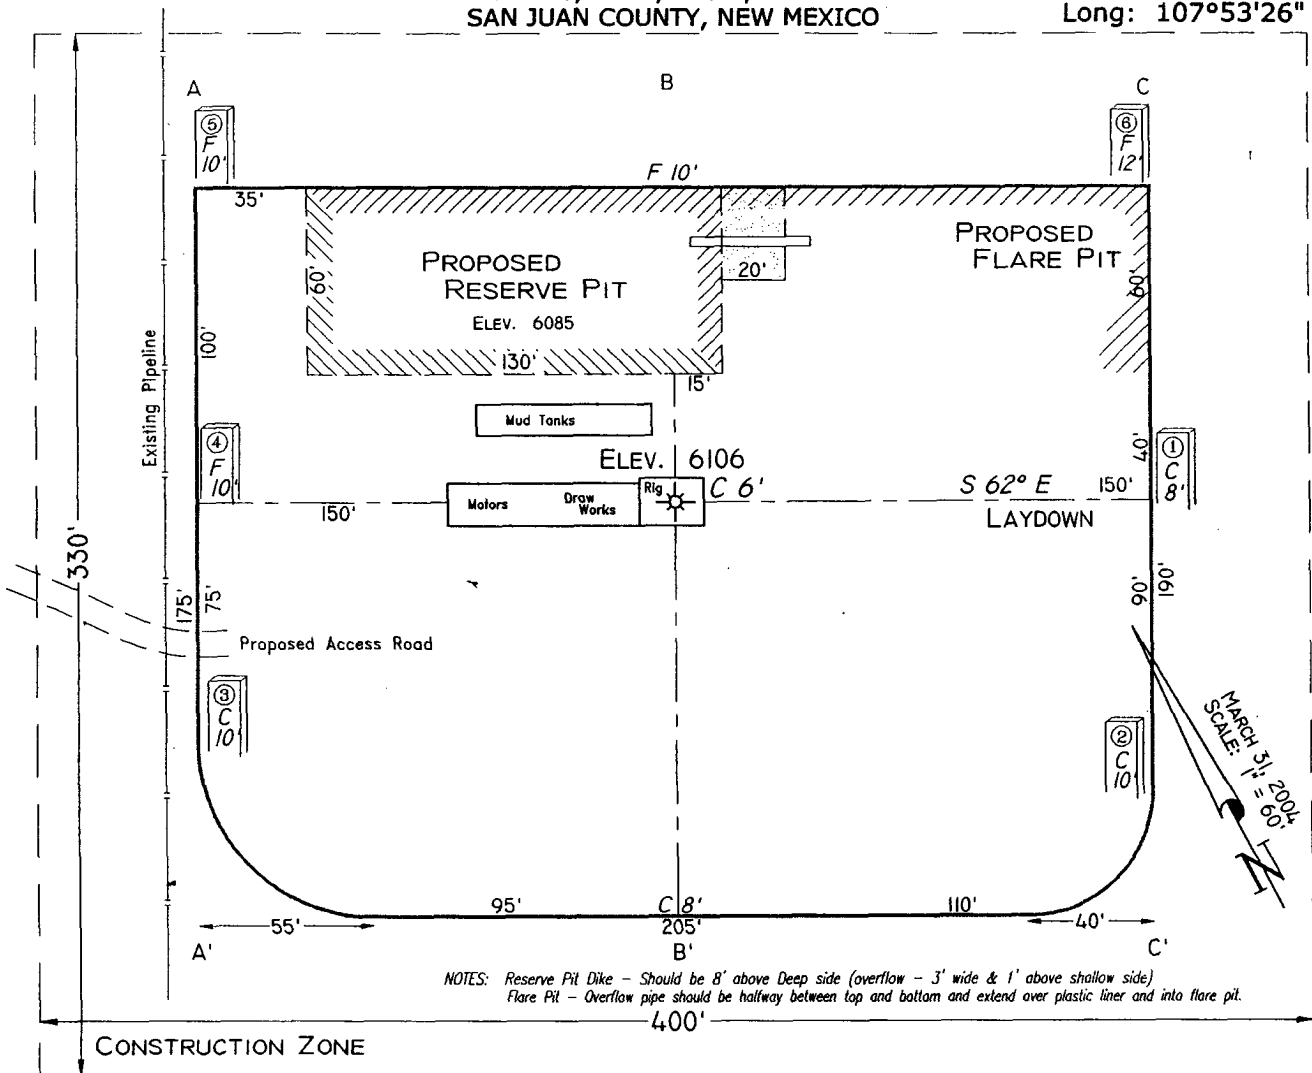 SAN JUAN COUNTY, NEW MEXICO
Long: 107°53'26"
A
B
C
5
F
10'
6
F
12'
F 10'
35'
PROPOSED
RESERVE PIT
ELEV. 6085
60'
130'
20'
PROPOSED
FLARE PIT
60'
100'
Existing Pipeline
15'
Mud Tanks
ELEV. 6106
4
F
10'
40'
1
C
8'
Rig
C 6'
S 62° E
150'
150'
Motors
Draw
Works
LAYDOWN
330'
175'
75'
90'
190'
Proposed Access Road
3
C
10'
2
C
10'
MARCH 31, 2004
SCALE: 1" = 60'
N
95'
C 8'
110'
55'
205'
40'
A'
B'
C'
NOTES: Reserve Pit Dike - Should be 8' above Deep side (overflow - 3' wide & 1' above shallow side)
Flare Pit - Overflow pipe should be halfway between top and bottom and extend over plastic liner and into flare pit.
400'
CONSTRUCTION ZONE